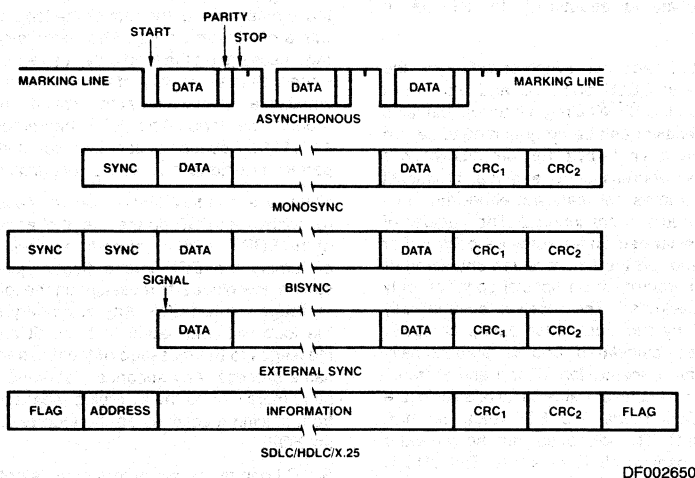 PARITY
START
STOP
MARKING LINE DATA DATA DATA MARKING LINE
ASYNCHRONOUS
SYNC DATA DATA CRC1 CRC2
MONOSYNC
SYNC SYNC DATA DATA CRC1 CRC2
BISYNC
SIGNAL
DATA DATA CRC1 CRC2
EXTERNAL SYNC
FLAG ADDRESS INFORMATION CRC1 CRC2 FLAG
SDLC/HDLC/X.25
DF002650